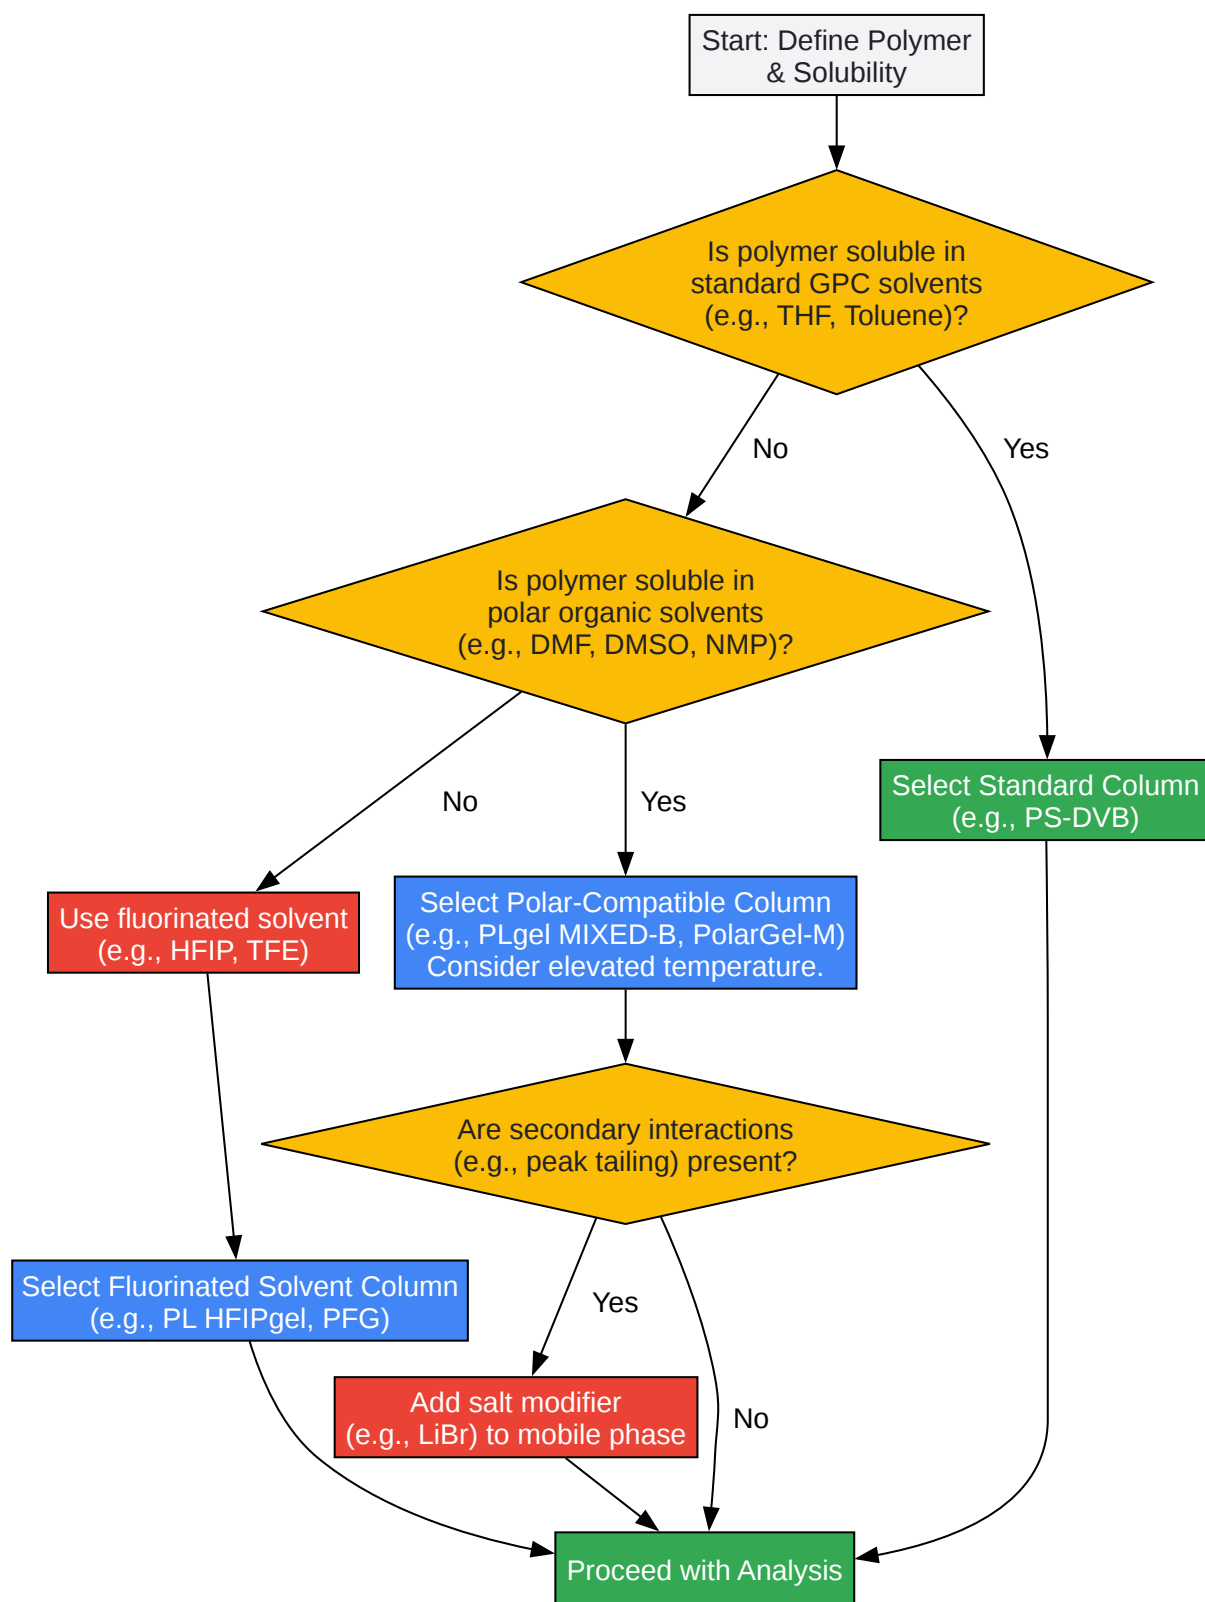 Start: Define Polymer
& Solubility
Is polymer soluble in
standard GPC solvents
(e.g., THF, Toluene)?
No
Yes
Is polymer soluble in
polar organic solvents
(e.g., DMF, DMSO, NMP)?
No
Yes
Select Standard Column
(e.g., PS-DVB)
Use fluorinated solvent
(e.g., HFIP, TFE)
Select Polar-Compatible Column
(e.g., PLgel MIXED-B, PolarGel-M)
Consider elevated temperature.
Are secondary interactions
(e.g., peak tailing) present?
Select Fluorinated Solvent Column
(e.g., PL HFIPgel, PFG)
Yes
No
Add salt modifier
(e.g., LiBr) to mobile phase
Proceed with Analysis